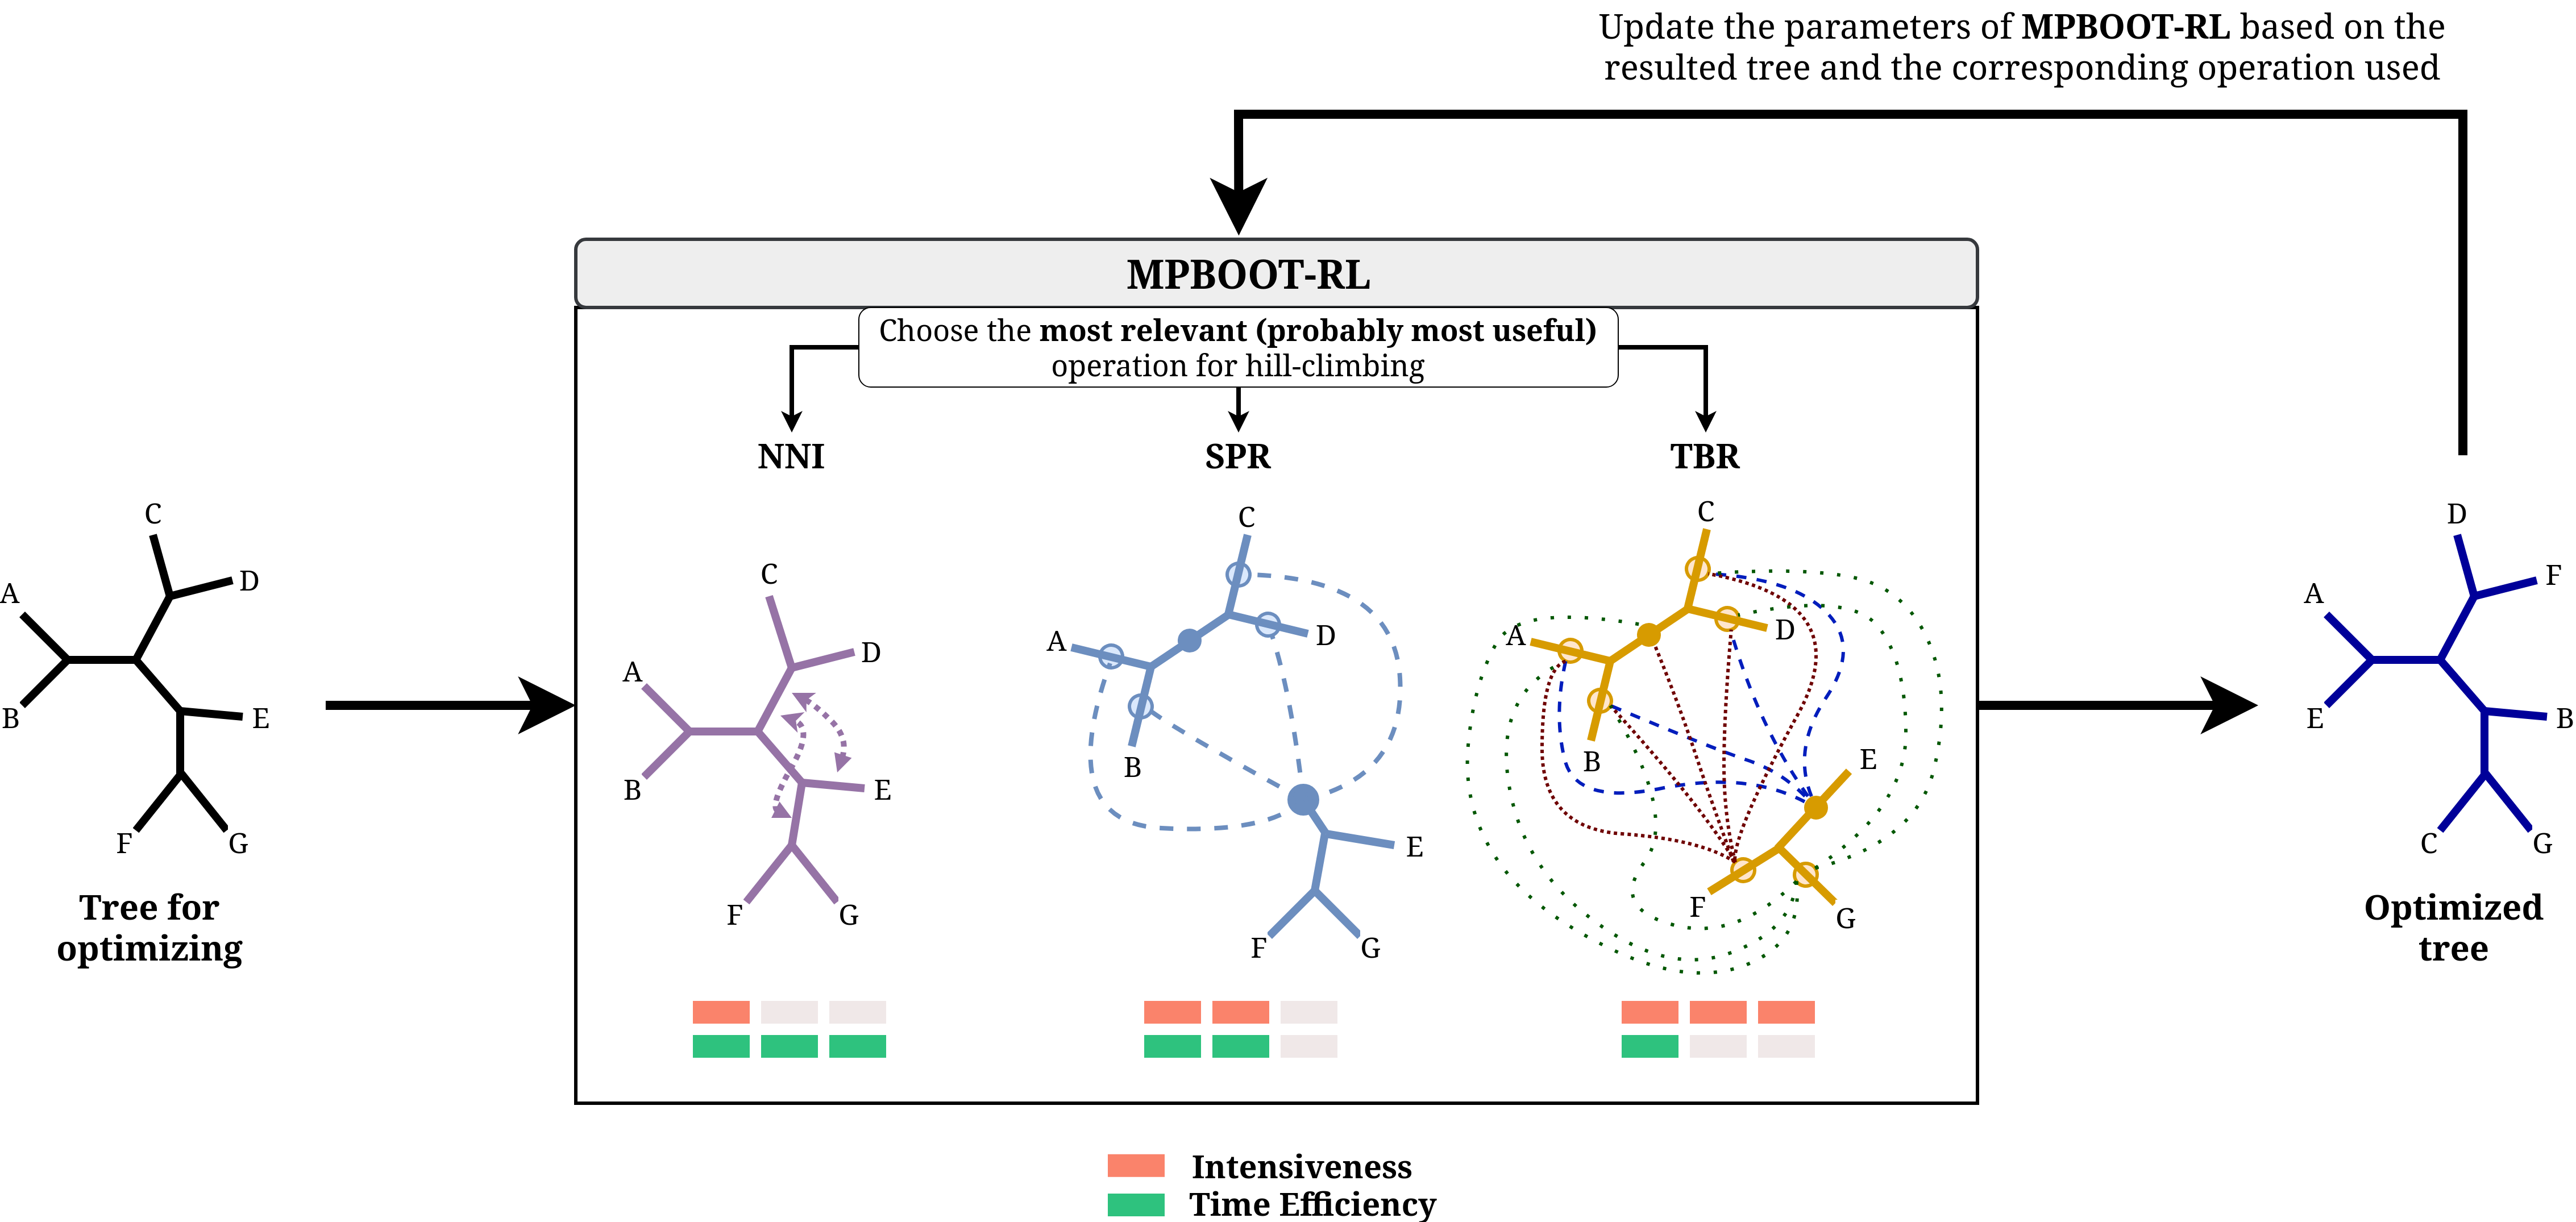 Update the parameters of MPBOOT-RL based on the
resulted tree and the corresponding operation used
MPBOOT-RL
Choose the most relevant (probably most useful)
operation for hill-climbing
NNI
SPR
TBR
C
D
A
B
E
F
G
Tree for
optimizing
C
D
A
B
E
F
G
C
A
D
B
E
F
G
C
A
D
B
E
F
G
D
F
A
E
B
C
G
Optimized
tree
Intensiveness
Time Efficiency